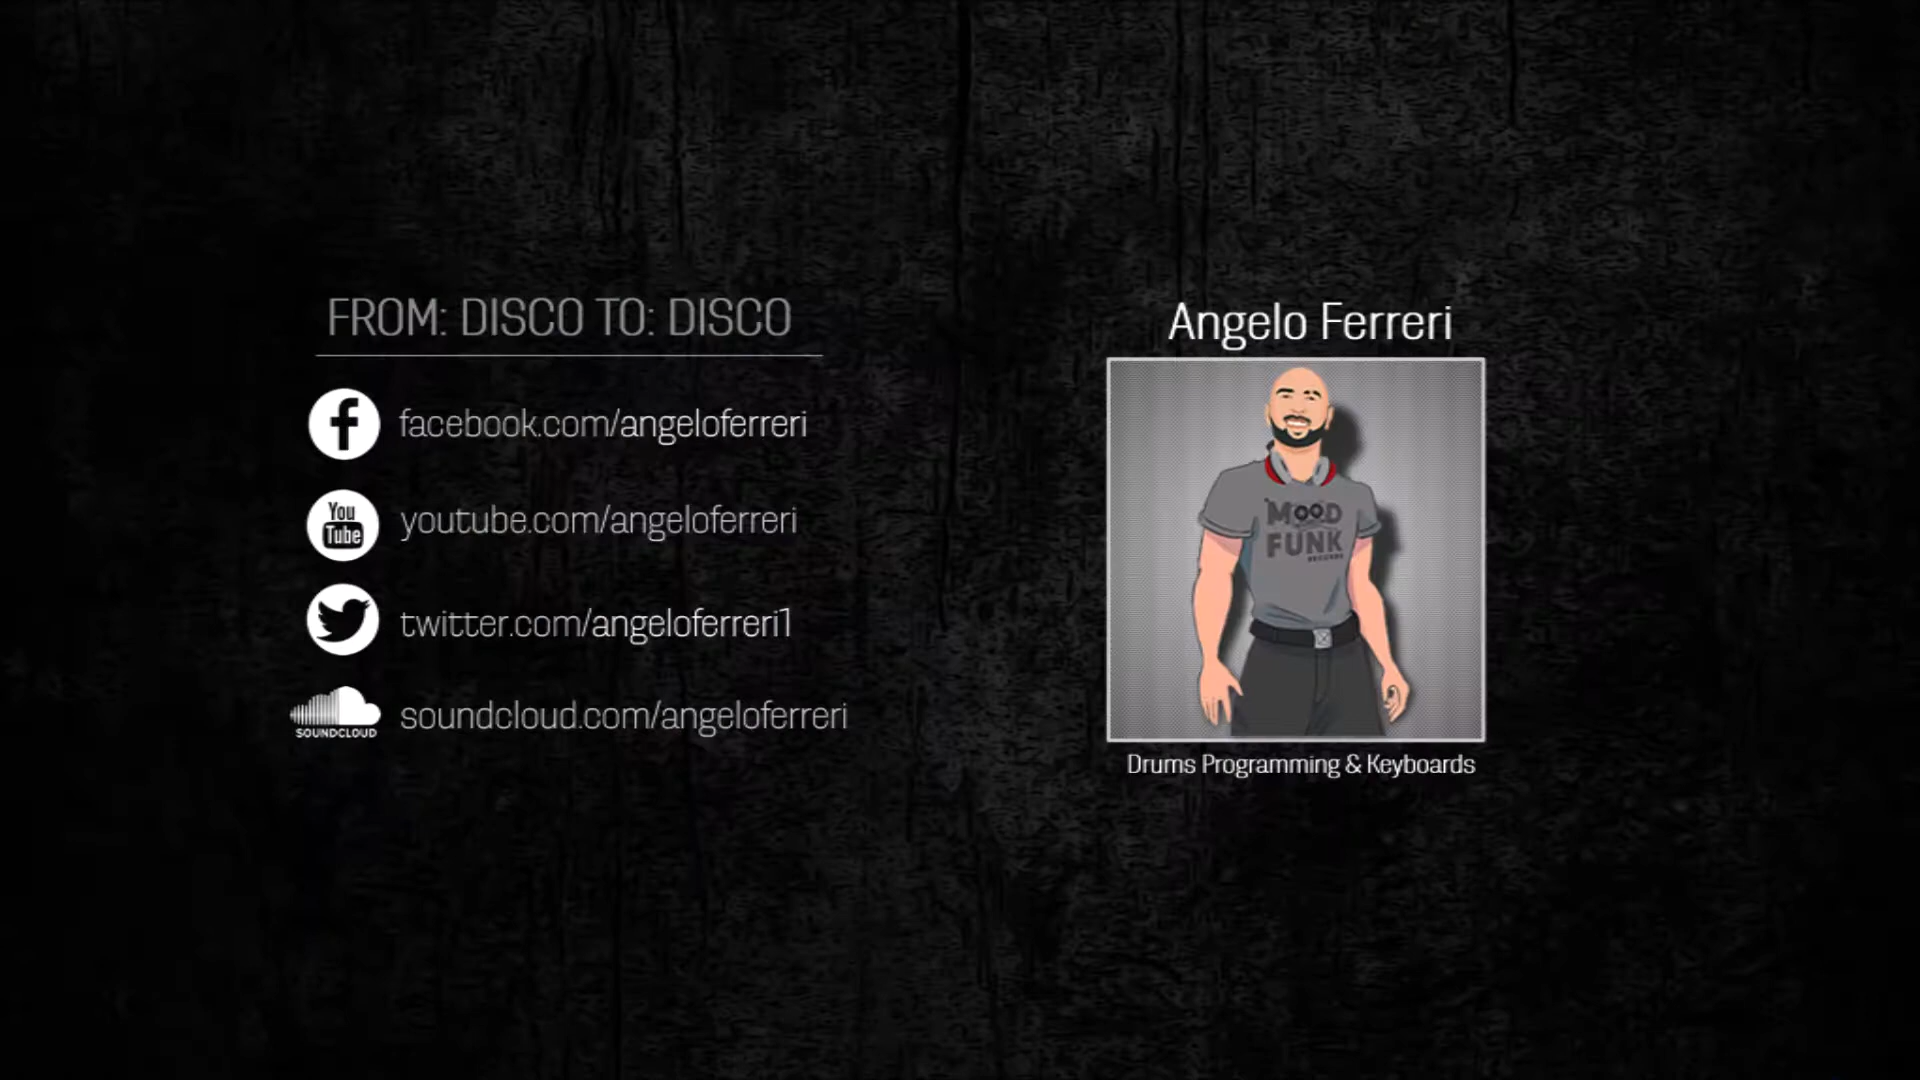 FROM: DISCO TO: DISCO
facebook.com/angeloferreri
You
Tube
youtube.com/angeloferreri
twitter.com/angeloferreri1
SOUNDCLOUD
soundcloud.com/angeloferreri
Angelo Ferreri
MOOD
FUNK
RECORDS
Drums Programming & Keyboards